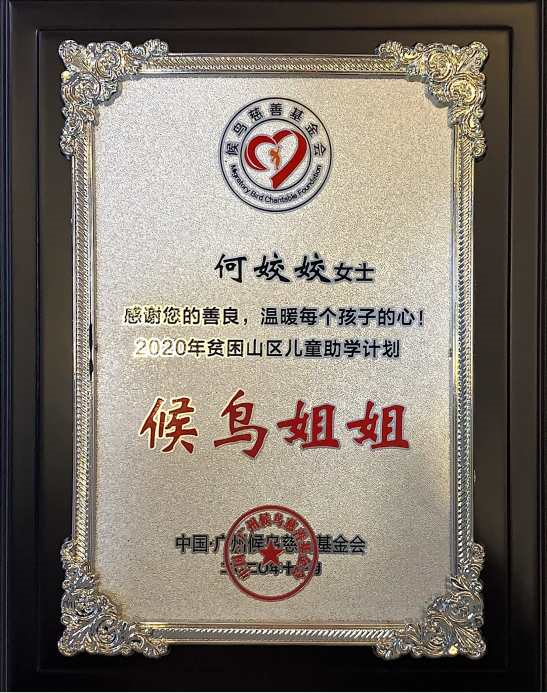 候鸟慈善基金会
Migratory Bird Charitable Foundation
何姣姣女士
感谢您的善良，温暖每个孩子的心！
2020年贫困山区儿童助学计划
候鸟姐姐
中国·广州候鸟慈善基金会